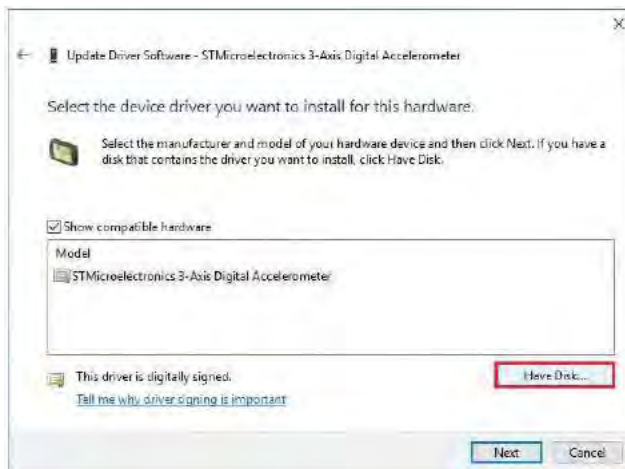 Update Driver Software - STMicroelectronics 3-Axis Digital Accelerometer
Select the device driver you want to install for this hardware.
Select the manufacturer and model of your hardware device and then click Next. If you have a
disk that contains the driver you want to install, click Have Disk.
Show compatible hardware
Model
STMicroelectronics 3-Axis Digital Accelerometer
This driver is digitally signed.
Have Disk...
Tell me why driver signing is important
Next
Cancel